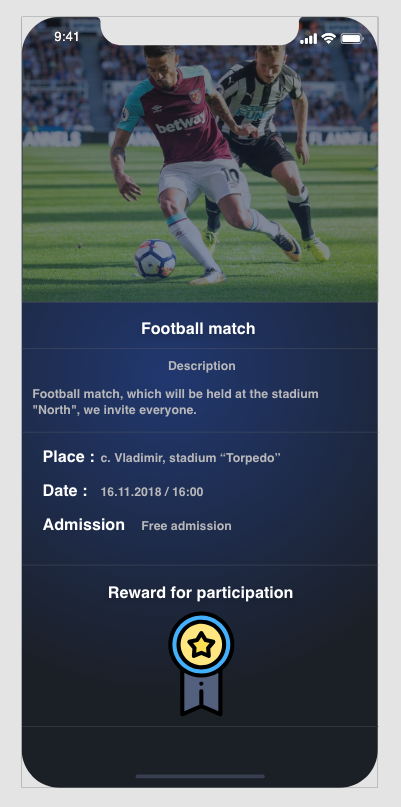 9:41
betway
10
Football match
Description
Football match, which will be held at the stadium
"North", we invite everyone.
Place : c. Vladimir, stadium “Torpedo”
Date : 16.11.2018 / 16:00
Admission Free admission
Reward for participation